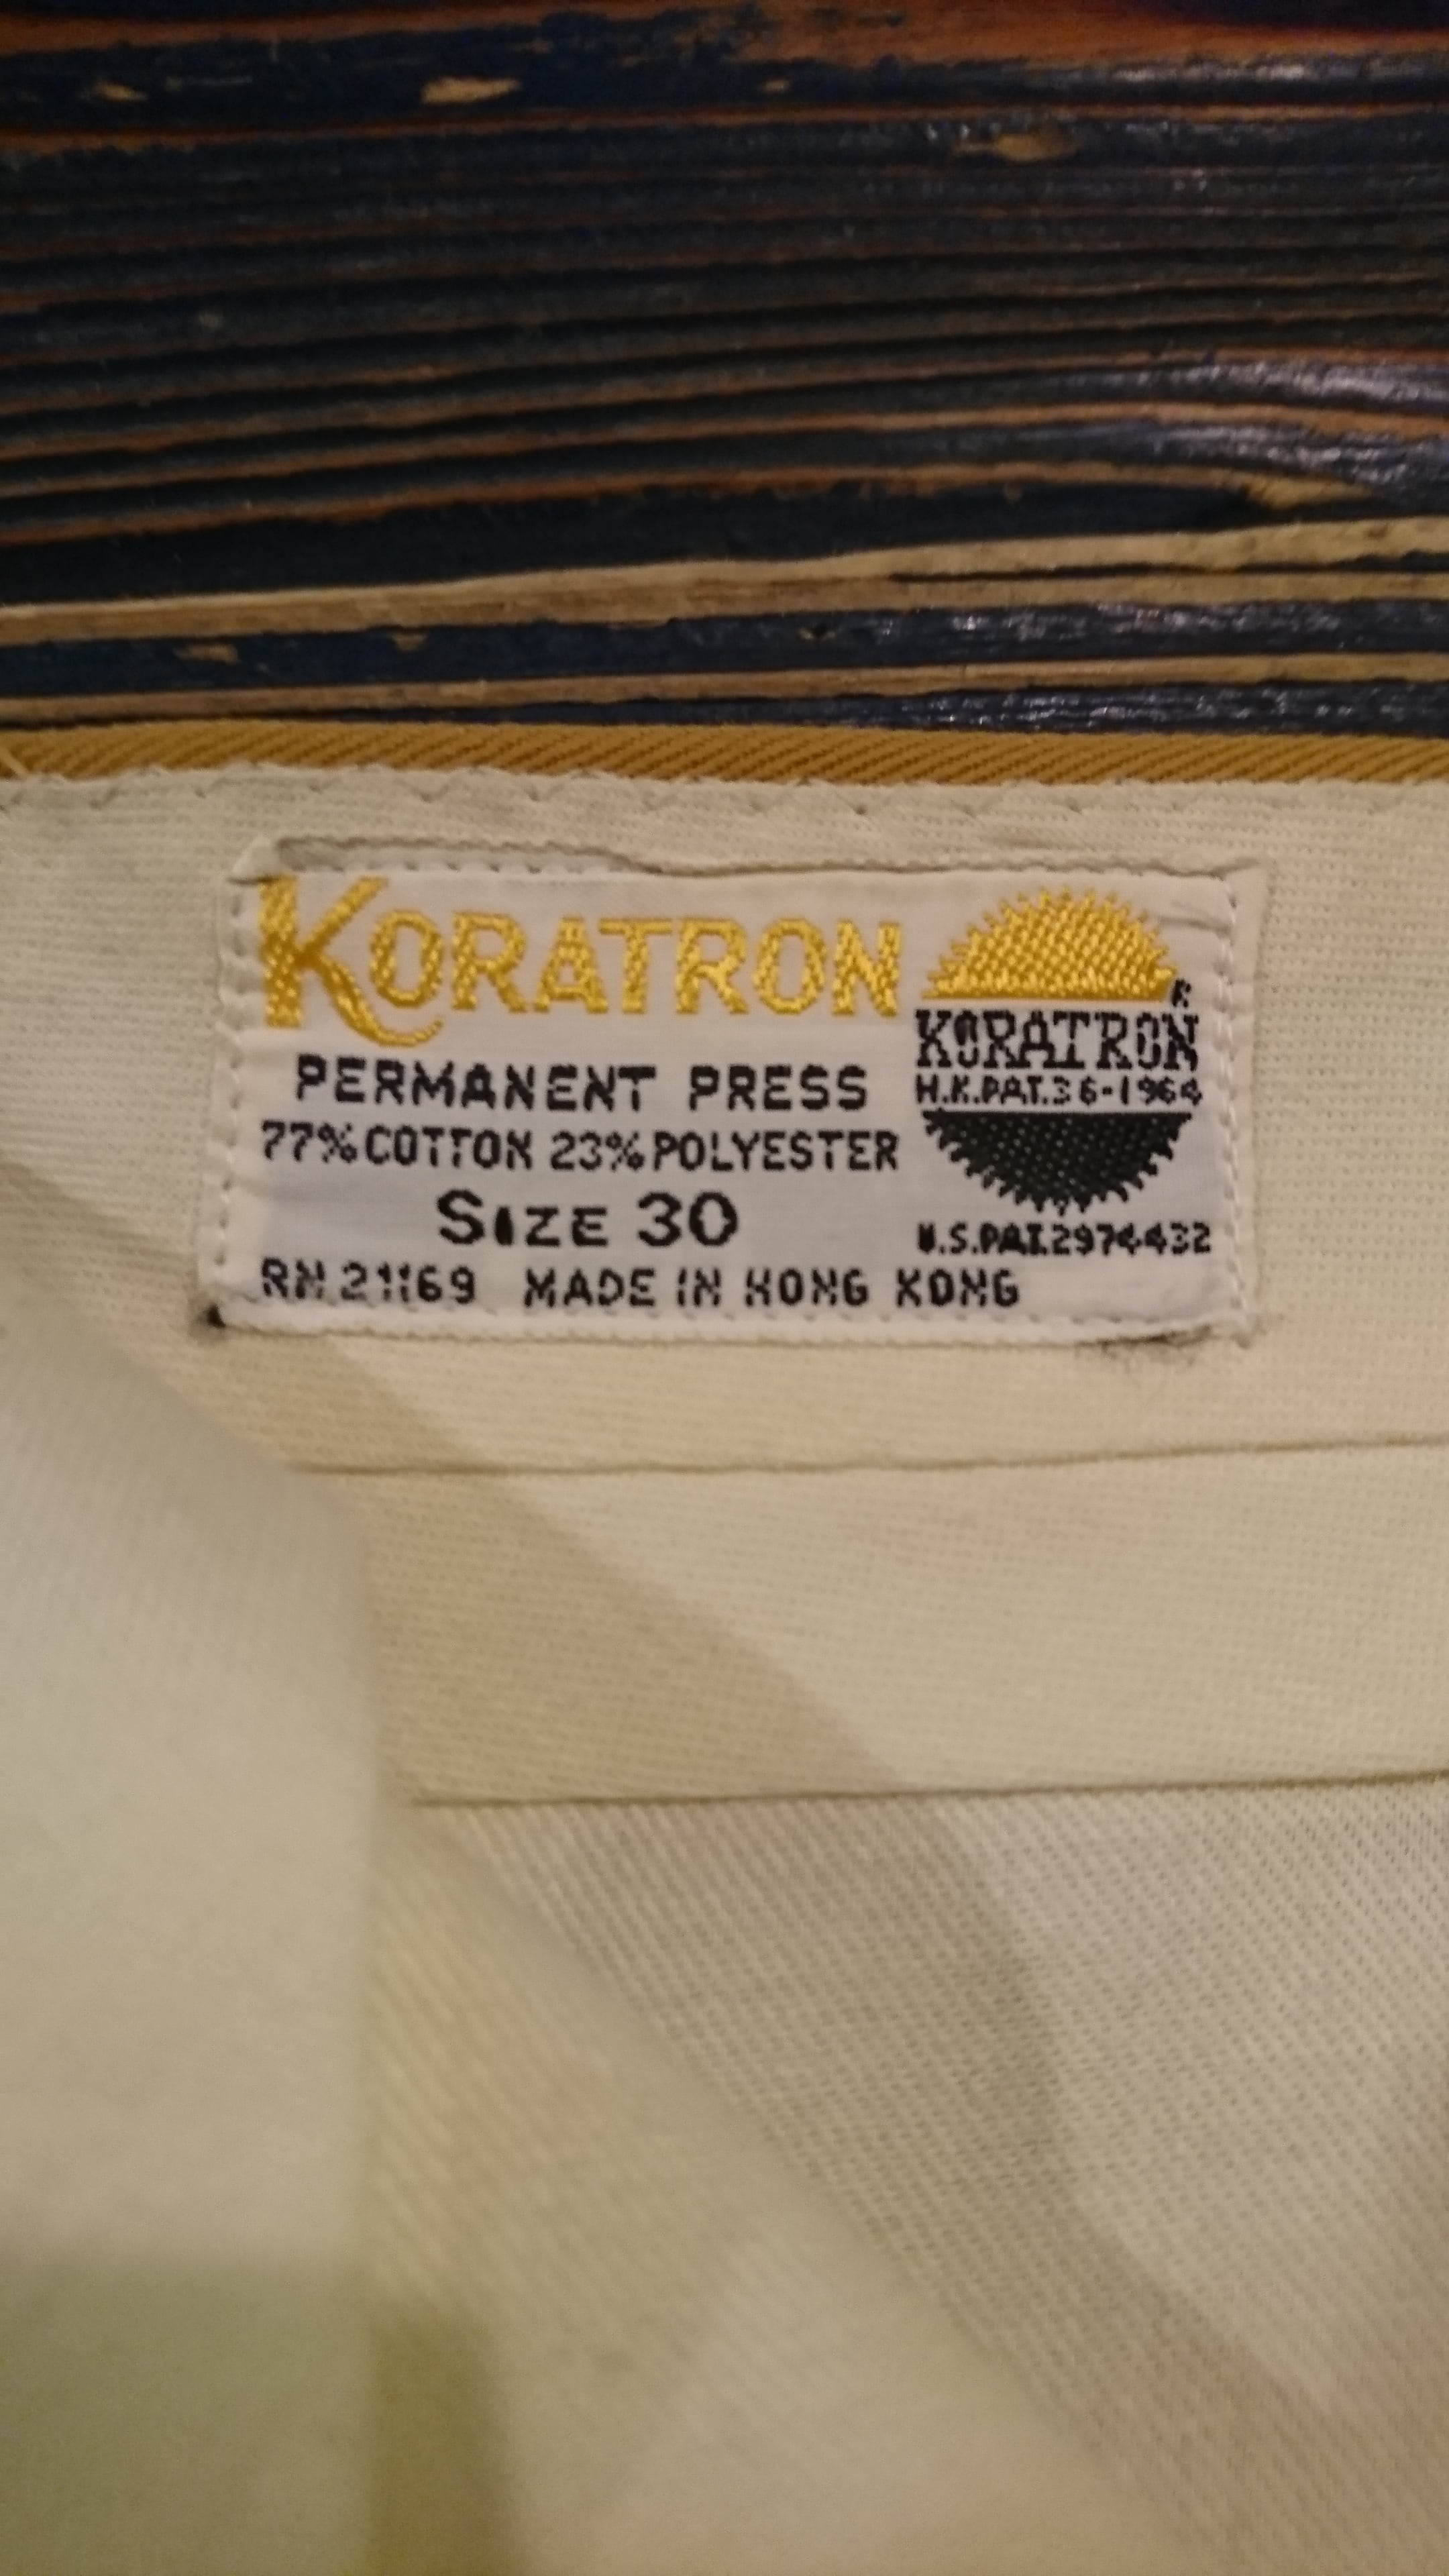 KORATRON
PERMANENT PRESS
77% COTTON 23% POLYESTER
SIZE 30
RN 21169 MADE IN HONG KONG
®
KORATRON
H.K.PAT.36-1964
U.S.PAT.2974432